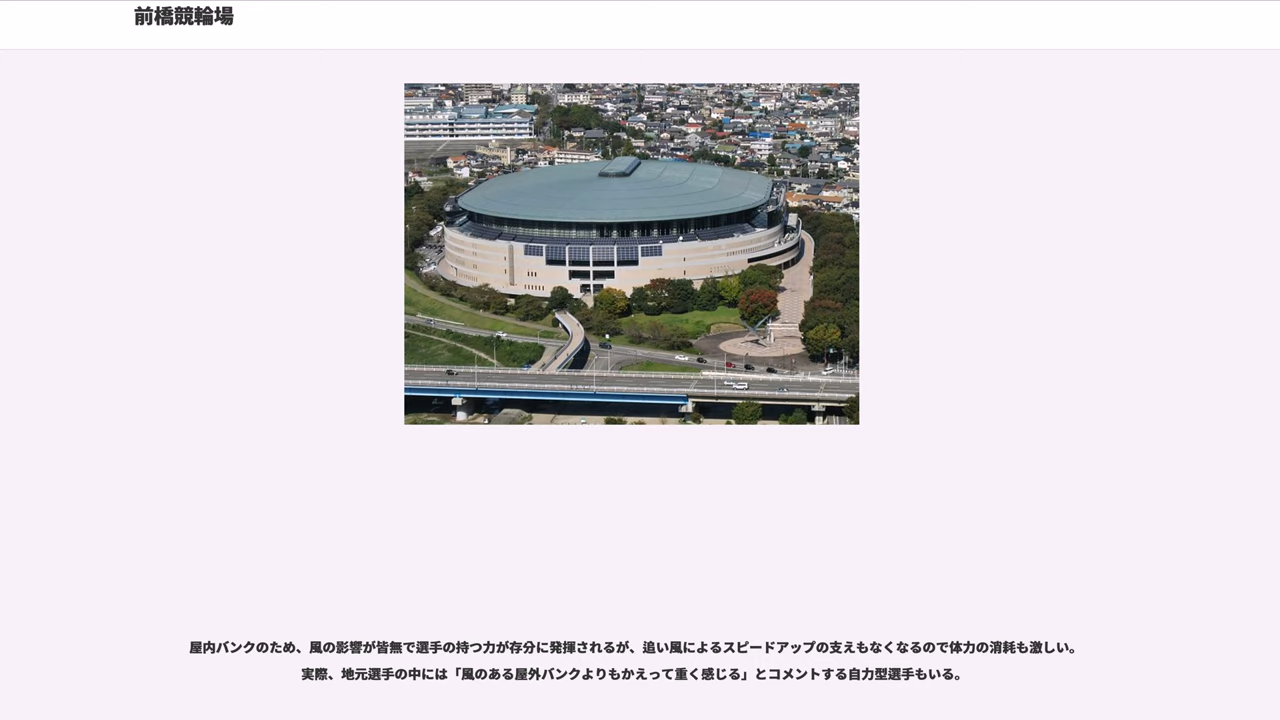 前橋競輪場
屋内バンクのため、風の影響が皆無で選手の持つ力が存分に発揮されるが、追い風によるスピードアップの支えもなくなるので体力の消耗も激しい。
実際、地元選手の中には「風のある屋外バンクよりもかえって重く感じる」とコメントする自力型選手もいる。